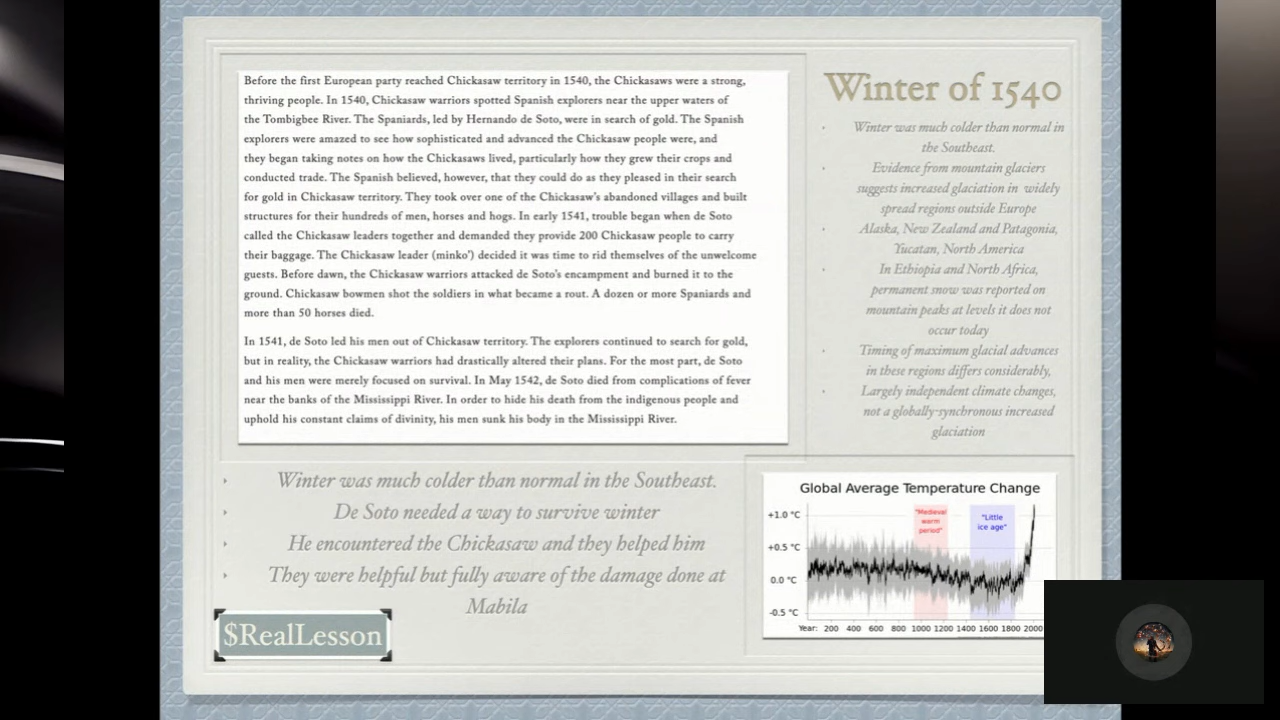 Before the first European party reached Chickasaw territory in 1540, the Chickasaws were a strong,
thriving people. In 1540, Chickasaw warriors spotted Spanish explorers near the upper waters of
the Tombigbee River. The Spaniards, led by Hernando de Soto, were in search of gold. The Spanish
explorers were amazed to see how sophisticated and advanced the Chickasaw people were, and
they began taking notes on how the Chickasaws lived, particularly how they grew their crops and
conducted trade. The Spanish believed, however, that they could do as they pleased in their search
for gold in Chickasaw territory. They took over one of the Chickasaw's abandoned villages and built
structures for their hundreds of men, horses and hogs. In early 1541, trouble began when de Soto
called the Chickasaw leaders together and demanded they provide 200 Chickasaw people to carry
their baggage. The Chickasaw leader (minko') decided it was time to rid themselves of the unwelcome
guests. Before dawn, the Chickasaw warriors attacked de Soto's encampment and burned it to the
ground. Chickasaw bowmen shot the soldiers in what became a rout. A dozen or more Spaniards and
more than 50 horses died.
In 1541, de Soto led his men out of Chickasaw territory. The explorers continued to search for gold,
but in reality, the Chickasaw warriors had drastically altered their plans. For the most part, de Soto
and his men were merely focused on survival. In May 1542, de Soto died from complications of fever
near the banks of the Mississippi River. In order to hide his death from the indigenous people and
uphold his constant claims of divinity, his men sunk his body in the Mississippi River.
Winter of 1540
Winter was much colder than normal in
the Southeast.
Evidence from mountain glaciers
suggests increased glaciation in widely
spread regions outside Europe
Alaska, New Zealand and Patagonia,
Yucatan, North America
In Ethiopia and North Africa,
permanent snow was reported on
mountain peaks at levels it does not
occur today
Timing of maximum glacial advances
in these regions differs considerably,
Largely independent climate changes,
not a globally-synchronous increased
glaciation
Winter was much colder than normal in the Southeast.
De Soto needed a way to survive winter
He encountered the Chickasaw and they helped him
They were helpful but fully aware of the damage done at
Mabila
$RealLesson
Global Average Temperature Change
+1.0 °C
+0.5 °C
0.0 °C
-0.5 °C
"Medieval
warm
period"
"Little
ice age"
Year: 200 400 600 800 1000 1200 1400 1600 1800 2000